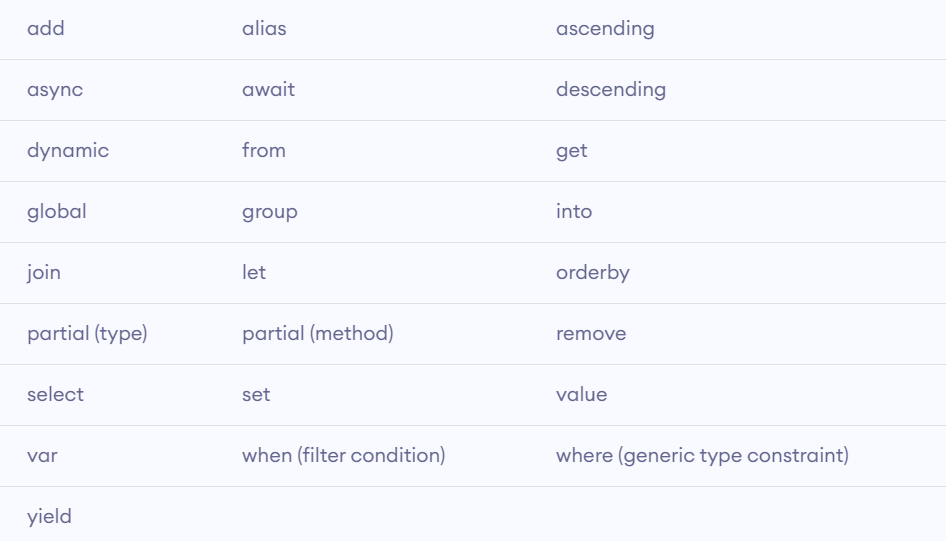 add alias ascending
async await descending
dynamic from get
global group into
join let orderby
partial (type) partial (method) remove
select set value
var when (filter condition) where (generic type constraint)
yield